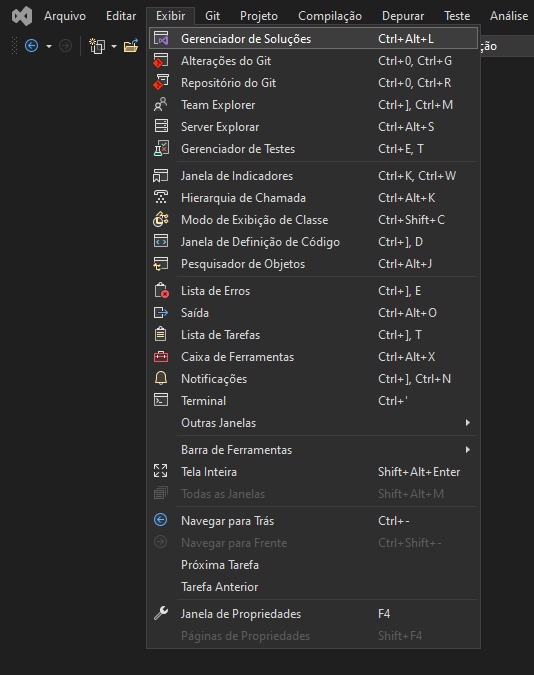 Arquivo Editar Exibir Git Projeto Compilação Depurar Teste Análise
ção
Gerenciador de Soluções Ctrl+Alt+L
Alterações do Git Ctrl+0, Ctrl+G
Repositório do Git Ctrl+0, Ctrl+R
Team Explorer Ctrl+], Ctrl+M
Server Explorar Ctrl+Alt+S
Gerenciador de Testes Ctrl+E, T
Janela de Indicadores Ctrl+K, Ctrl+W
Hierarquia de Chamada Ctrl+Alt+K
Modo de Exibição de Classe Ctrl+Shift+C
Janela de Definição de Código Ctrl+], D
Pesquisador de Objetos Ctrl+Alt+J
Lista de Erros Ctrl+], E
Saída Ctrl+Alt+O
Lista de Tarefas Ctrl+], T
Caixa de Ferramentas Ctrl+Alt+X
Notificações Ctrl+], Ctrl+N
Terminal Ctrl+'
Outras Janelas
Barra de Ferramentas
Tela Inteira Shift+Alt+Enter
Todas as Janelas Shift+Alt+M
Navegar para Trás Ctrl+-
Navegar para Frente Ctrl+Shift+-
Próxima Tarefa
Tarefa Anterior
Janela de Propriedades F4
Páginas de Propriedades Shift+F4